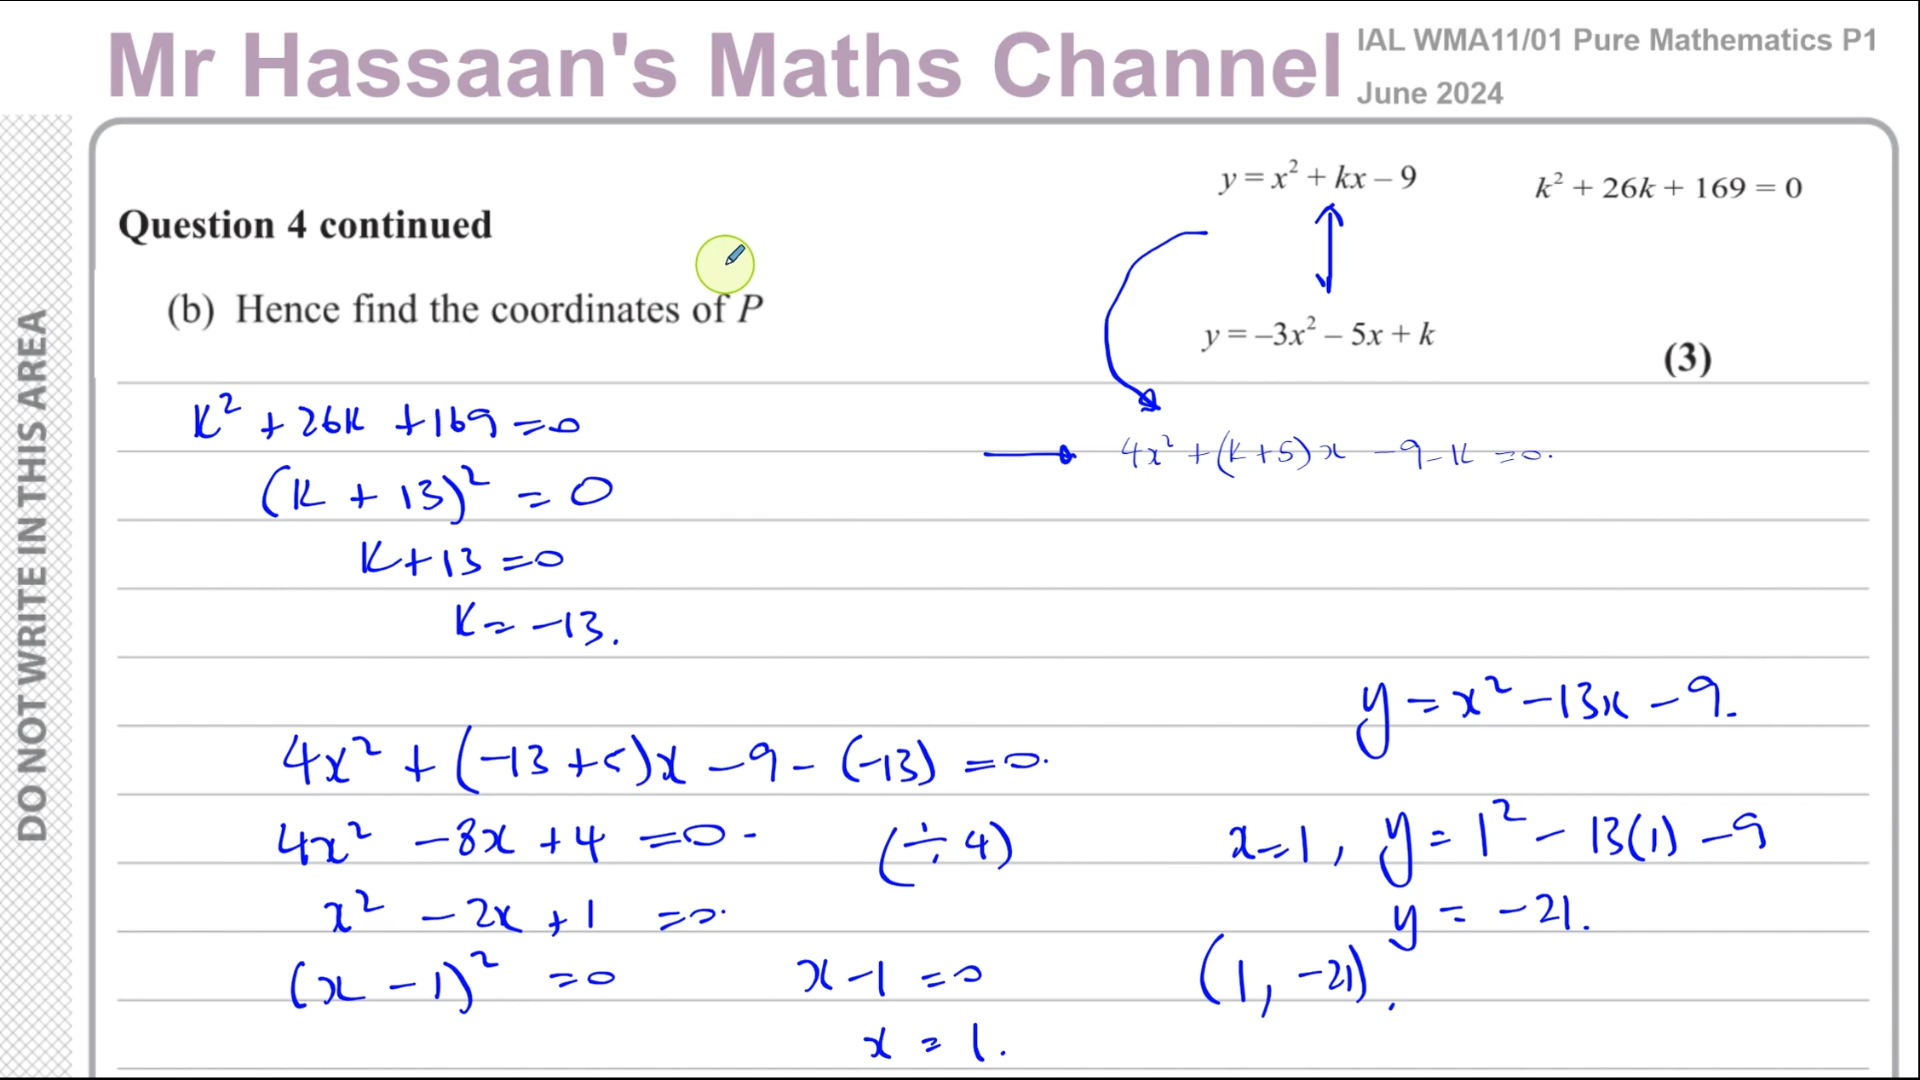 Mr Hassaan's Maths Channel
IAL WMA11/01 Pure Mathematics P1
June 2024
DO NOT WRITE IN THIS AREA
y = x² + kx – 9
k² + 26k + 169 = 0
Question 4 continued
(b) Hence find the coordinates of P
y = –3x² – 5x + k
(3)
k² + 26k + 169 = 0
4x² + (k+5)x – 9 – k = 0.
(k + 13)² = 0
k + 13 = 0
k = –13.
y = x² – 13x – 9.
4x² + (–13 + 5)x – 9 – (–13) = 0.
4x² – 8x + 4 = 0 (÷ 4)
x = 1, y = 1² – 13(1) – 9
x² – 2x + 1 = 0.
y = –21.
(x – 1)² = 0
x – 1 = 0
(1, –21).
x = 1.